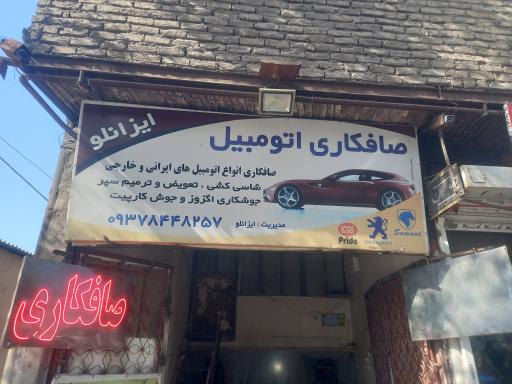 ایزانلو
صافکاری اتومبیل
صافکاری انواع اتومبیل های ایرانی و خارجی
شاسی کشی ، تعویض و ترمیم سپر
جوشکاری اگزوز و جوش کارپیت
مدیریت : ایزانلو
۰۹۳۷۸۴۴۸۲۵۷
Pride
Samand
صافکاری